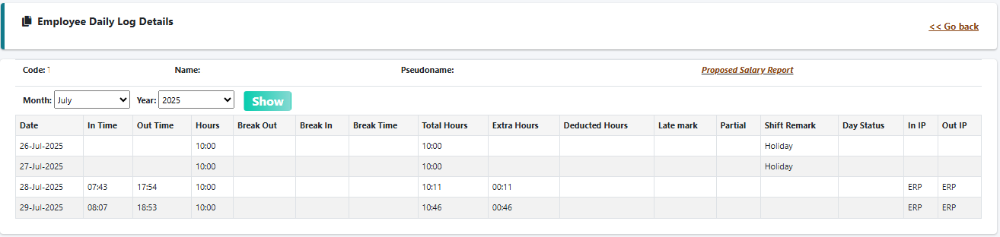 Employee Daily Log Details
<< Go back
Code: Name: Pseudoname: Proposed Salary Report
Month: July Year: 2025 Show
Date In Time Out Time Hours Break Out Break In Break Time Total Hours Extra Hours Deducted Hours Late mark Partial Shift Remark Day Status In IP Out IP
26-Jul-2025 10:00 10:00 Holiday
27-Jul-2025 10:00 10:00 Holiday
28-Jul-2025 07:43 17:54 10:00 10:11 00:11 ERP ERP
29-Jul-2025 08:07 18:53 10:00 10:46 00:46 ERP ERP